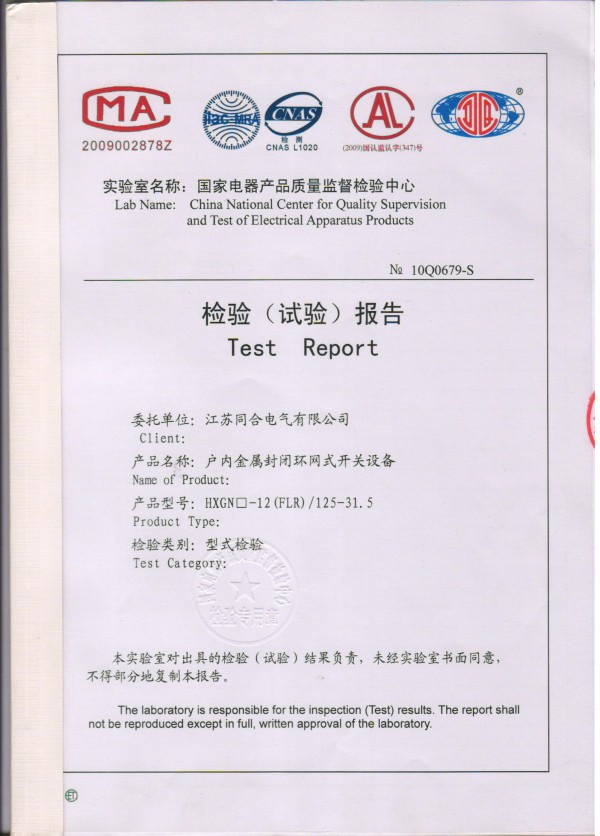 MA
2009002878Z
ilac-MRA
CNAS
检 测
CNAS L1020
AL
(2009)国认监认字(347)号
®
实验室名称：国家电器产品质量监督检验中心
Lab Name: China National Center for Quality Supervision
and Test of Electrical Apparatus Products
№ 10Q0679-S
检验（试验）报告
Test Report
委托单位：江苏同合电气有限公司
Client:
产品名称：户内金属封闭环网式开关设备
Name of Product:
产品型号：HXGN□-12(FLR)/125-31.5
Product Type:
检验类别：型式检验
Test Category:
检验专用章
本实验室对出具的检验（试验）结果负责，未经实验室书面同意，
不得部分地复制本报告。
The laboratory is responsible for the inspection (Test) results. The report shall
not be reproduced except in full, written approval of the laboratory.